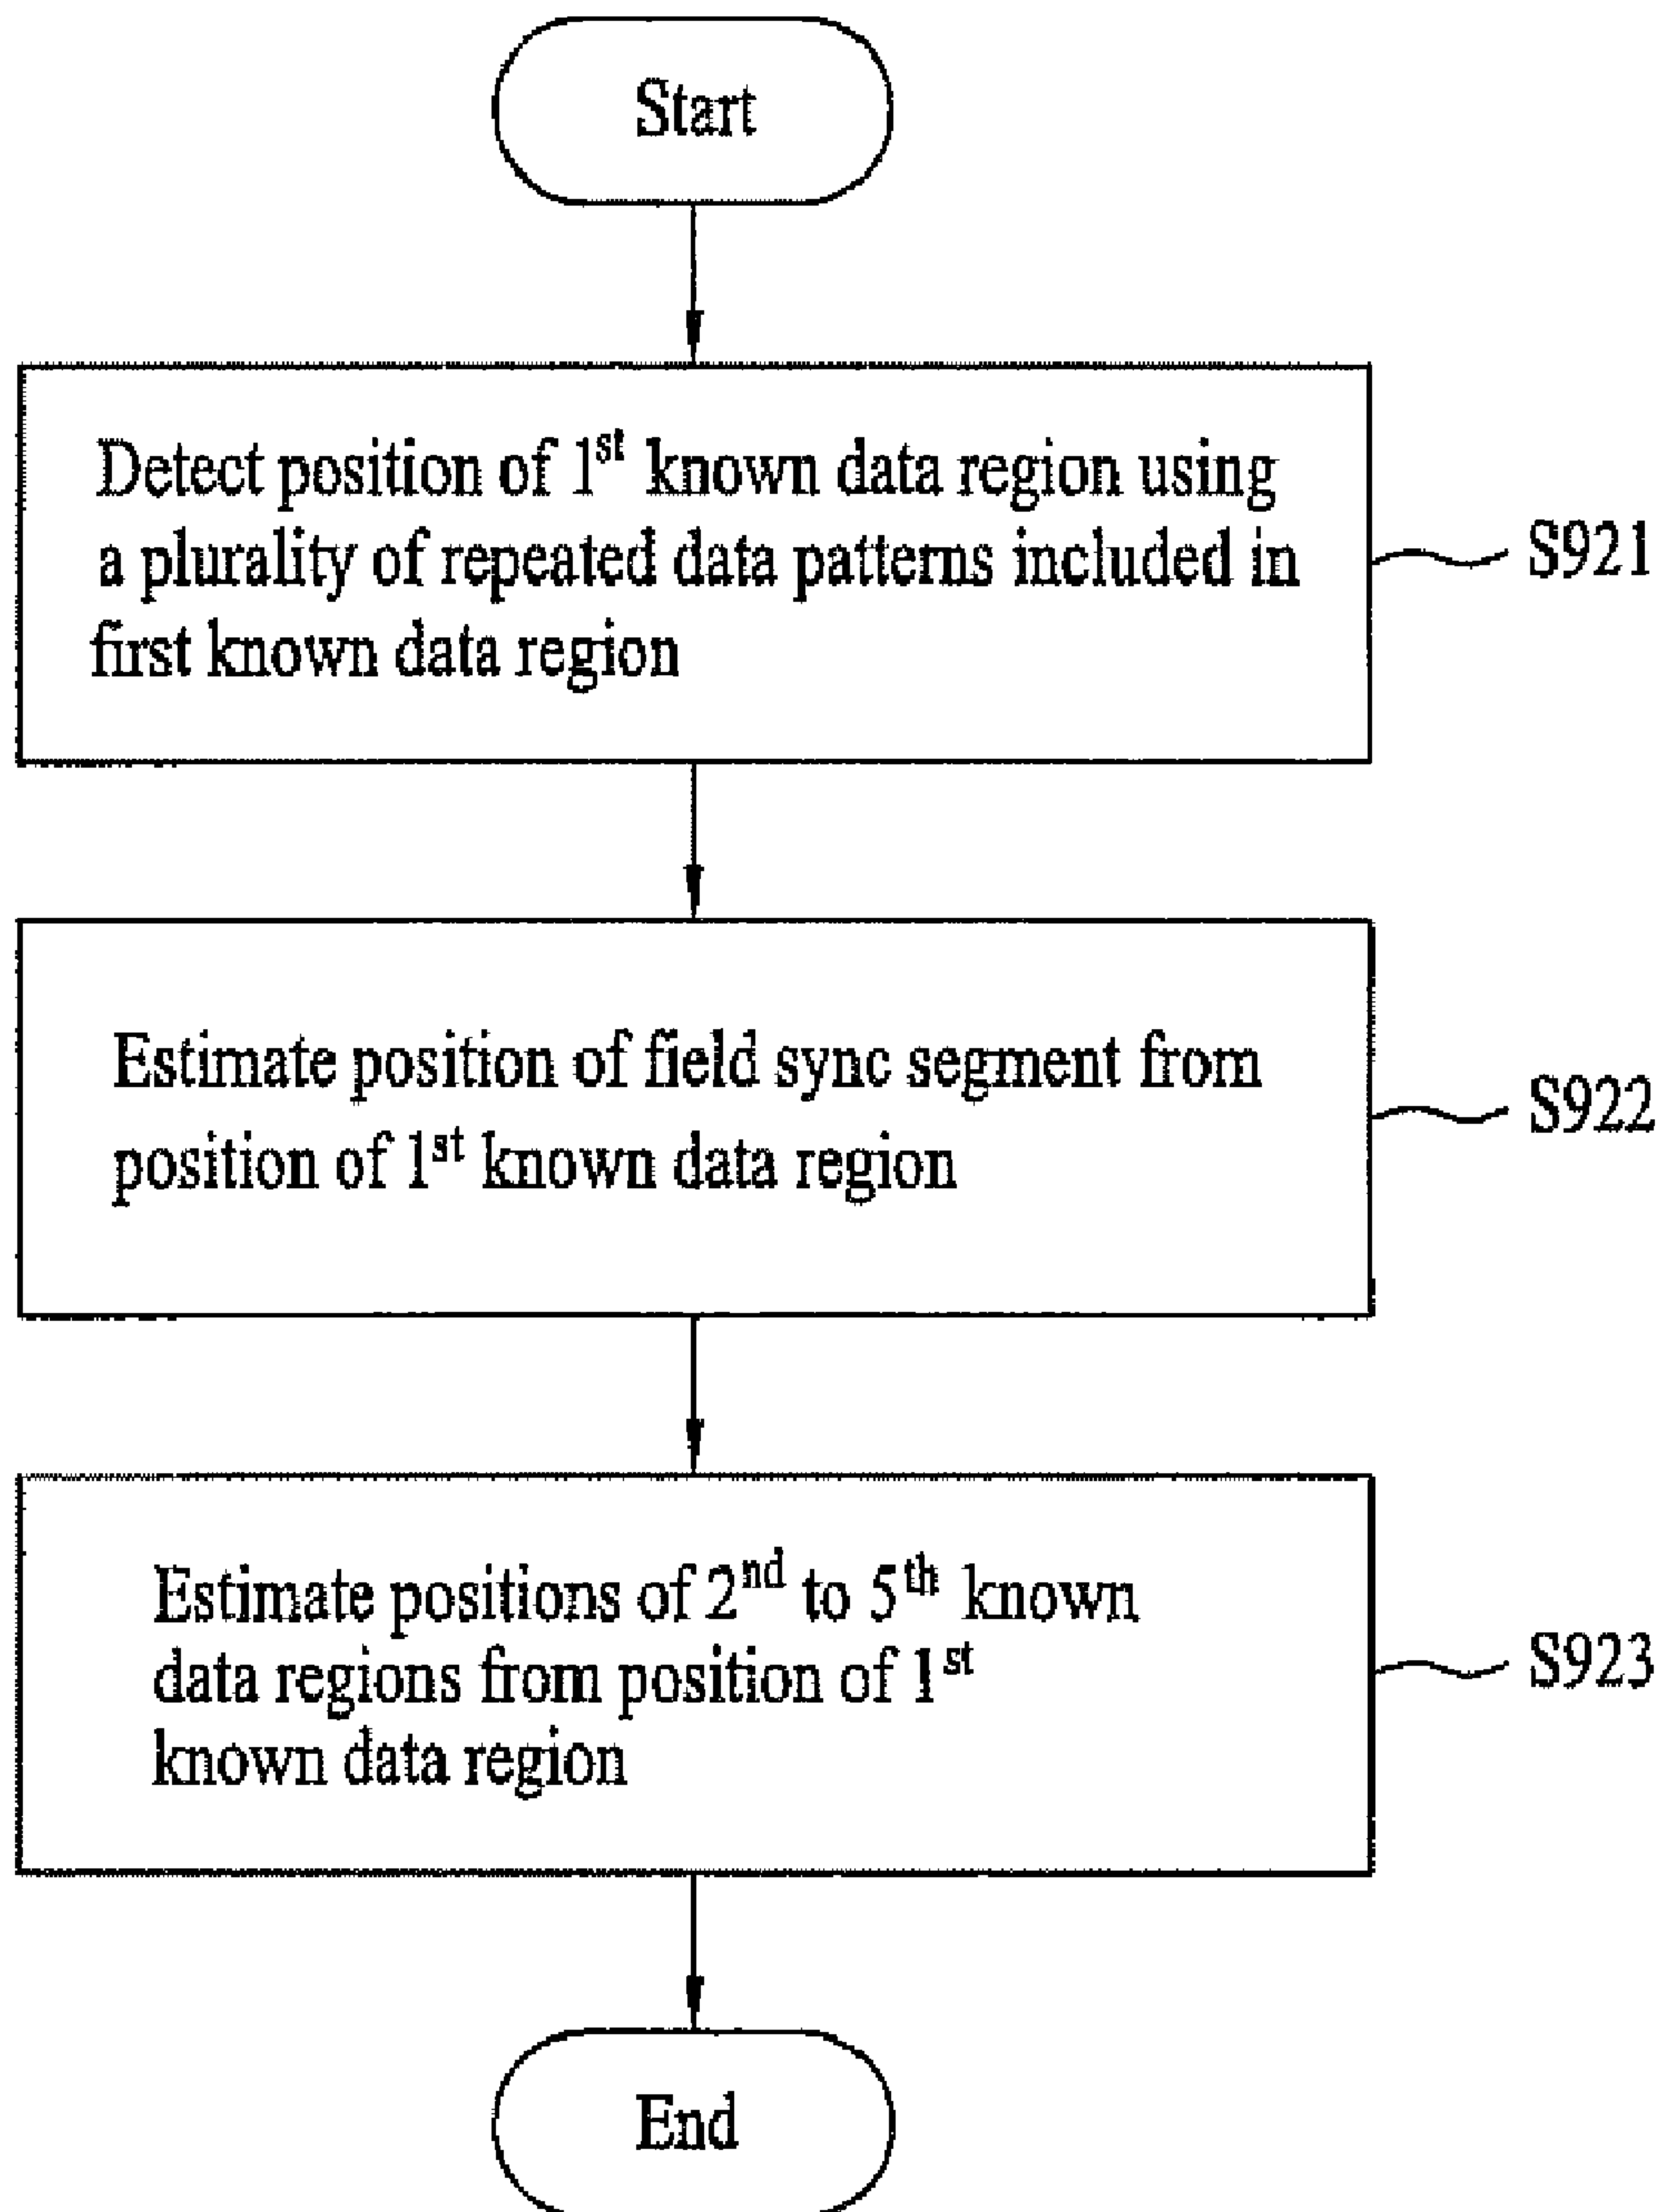 Start
Detect position of 1st known data region using
a plurality of repeated data patterns included in
first known data region
S921
Estimate position of field sync segment from
position of 1st known data region
S922
Estimate positions of 2nd to 5th known
data regions from position of 1st
known data region
S923
End